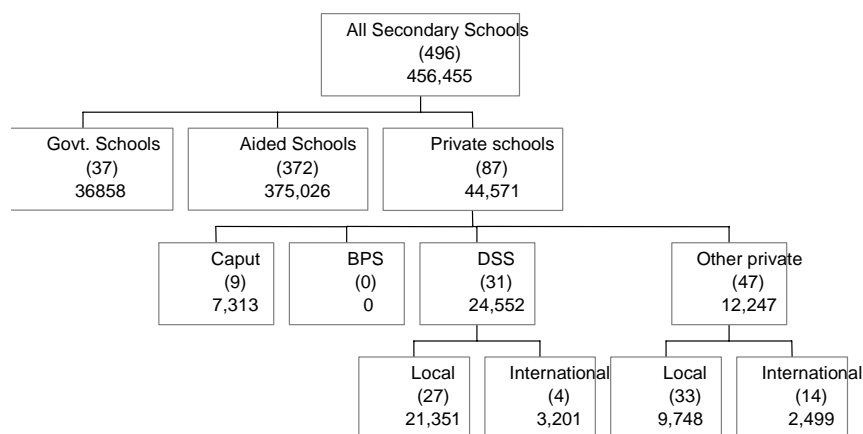 All Secondary Schools
(496)
456,455
Govt. Schools
(37)
36858
Aided Schools
(372)
375,026
Private schools
(87)
44,571
Caput
(9)
7,313
BPS
(0)
0
DSS
(31)
24,552
Other private
(47)
12,247
Local
(27)
21,351
International
(4)
3,201
Local
(33)
9,748
International
(14)
2,499